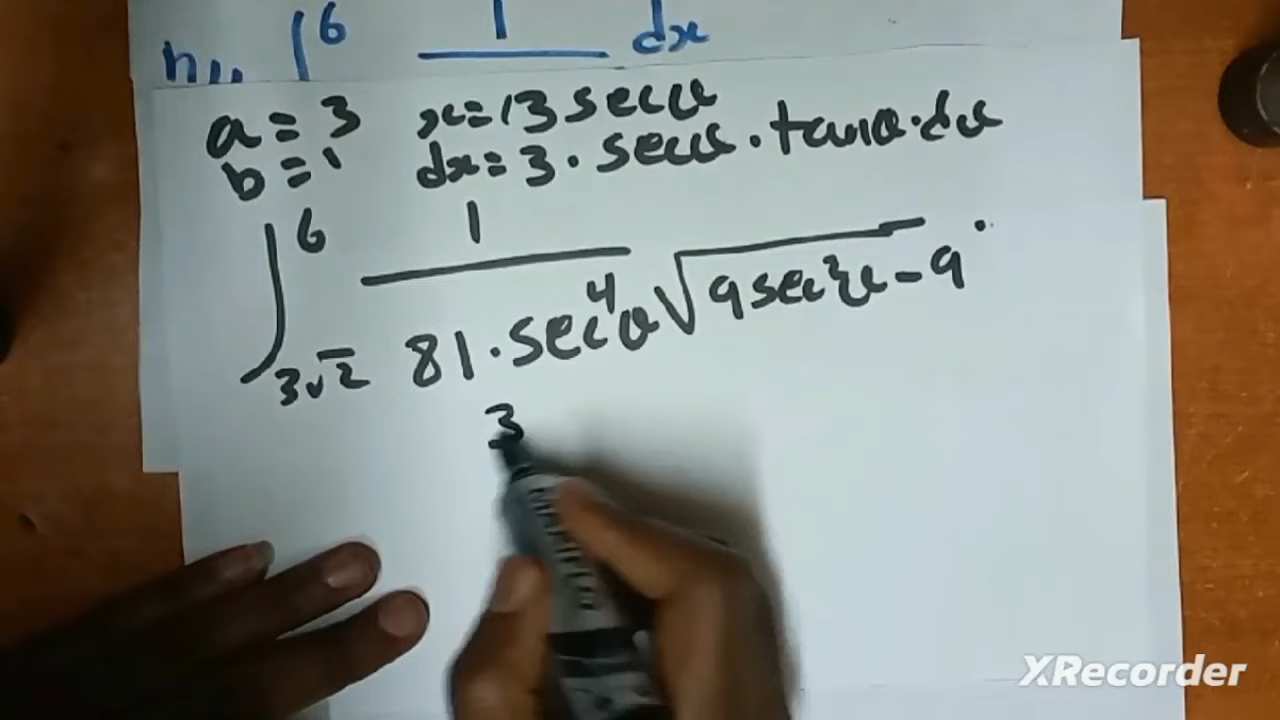 ∫6 1 dx
a = 3 x = 3 secθ
b = 1 dx = 3 · secθ · tanθ · dθ
∫6 1
3√2 81 · sec⁴θ √9sec²θ - 9 ·
3
XRecorder